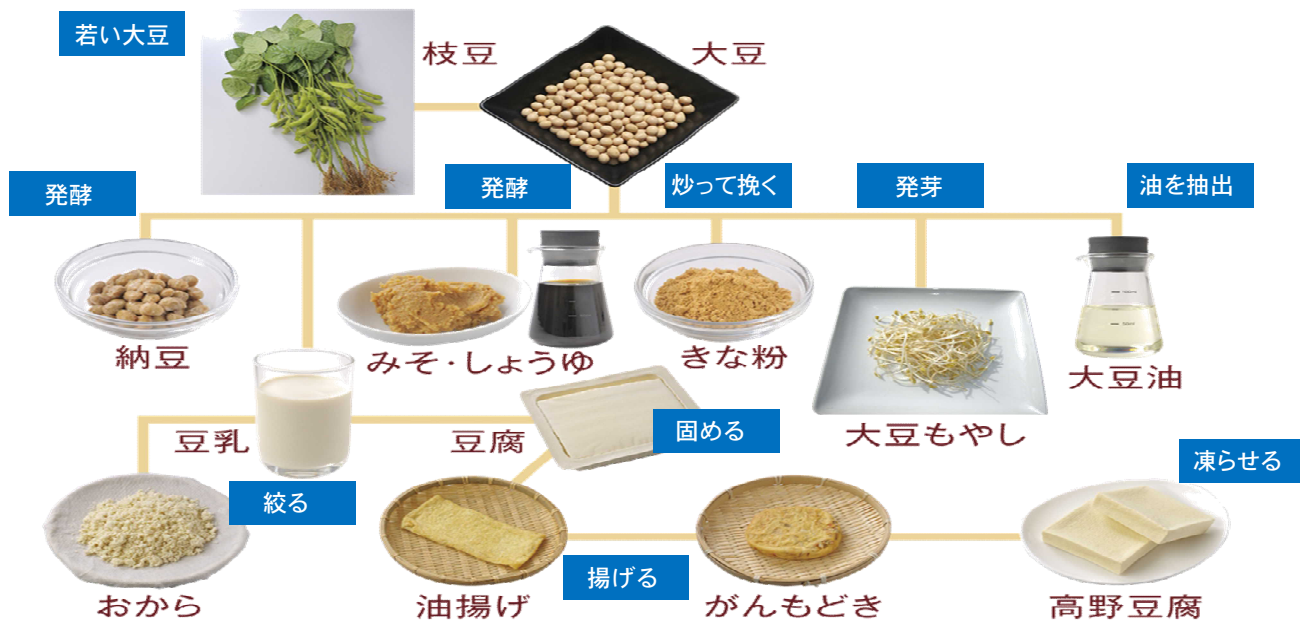 若い大豆
枝豆
大豆
発酵
発酵
炒って挽く
発芽
油を抽出
納豆
みそ・しょうゆ
きな粉
大豆もやし
大豆油
豆乳
豆腐
固める
絞る
凍らせる
おから
油揚げ
揚げる
がんもどき
高野豆腐